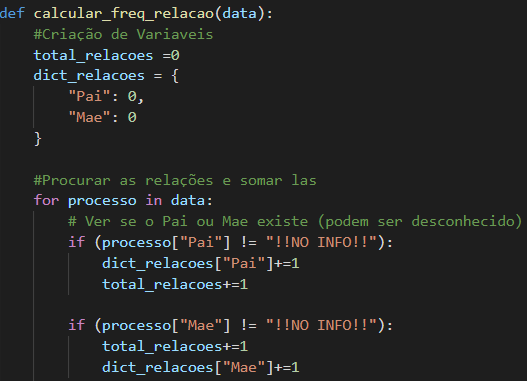 def calcular_freq_relacao(data):
    #Criação de Variaveis
    total_relacoes =0
    dict_relacoes = {
        "Pai": 0,
        "Mae": 0
    }
    #Procurar as relações e somar las
    for processo in data:
        # Ver se o Pai ou Mae existe (podem ser desconhecido)
        if (processo["Pai"] != "!!NO INFO!!"):
            dict_relacoes["Pai"]+=1
            total_relacoes+=1
        if (processo["Mae"] != "!!NO INFO!!"):
            total_relacoes+=1
            dict_relacoes["Mae"]+=1